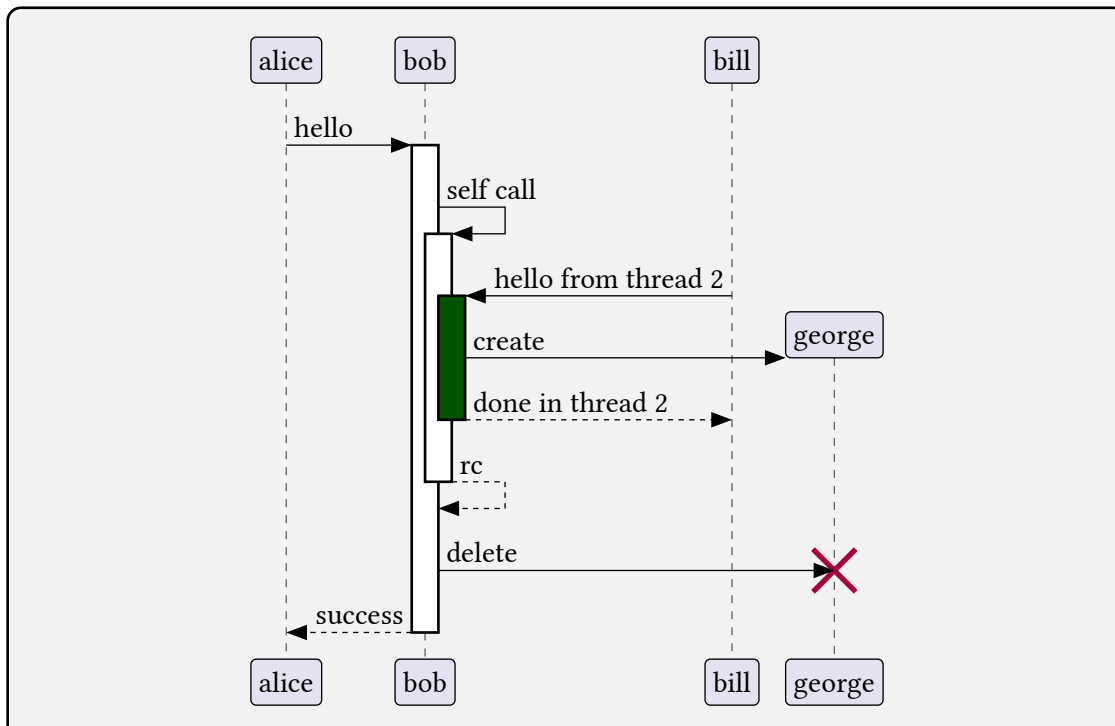 alice
bob
bill
hello
self call
hello from thread 2
george
create
done in thread 2
rc
delete
success
alice
bob
bill
george